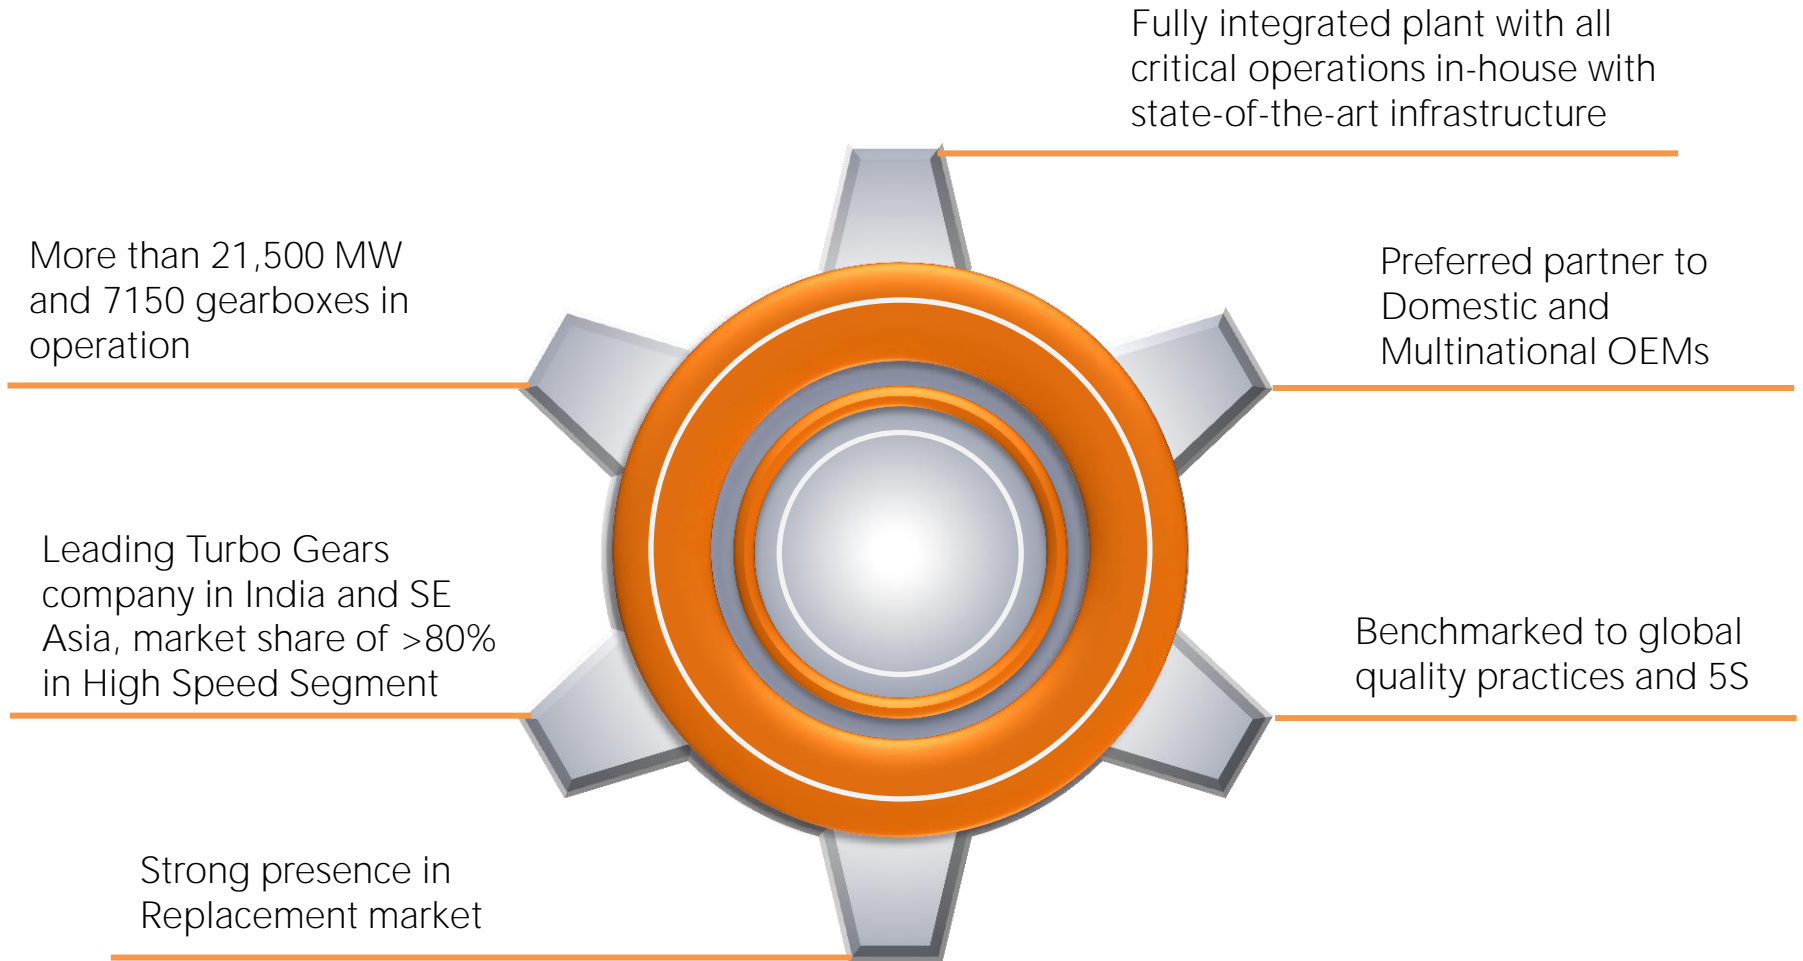 Fully integrated plant with all
critical operations in-house with
state-of-the-art infrastructure
More than 21,500 MW
and 7150 gearboxes in
operation
Preferred partner to
Domestic and
Multinational OEMs
Leading Turbo Gears
company in India and SE
Asia, market share of >80%
in High Speed Segment
Benchmarked to global
quality practices and 5S
Strong presence in
Replacement market